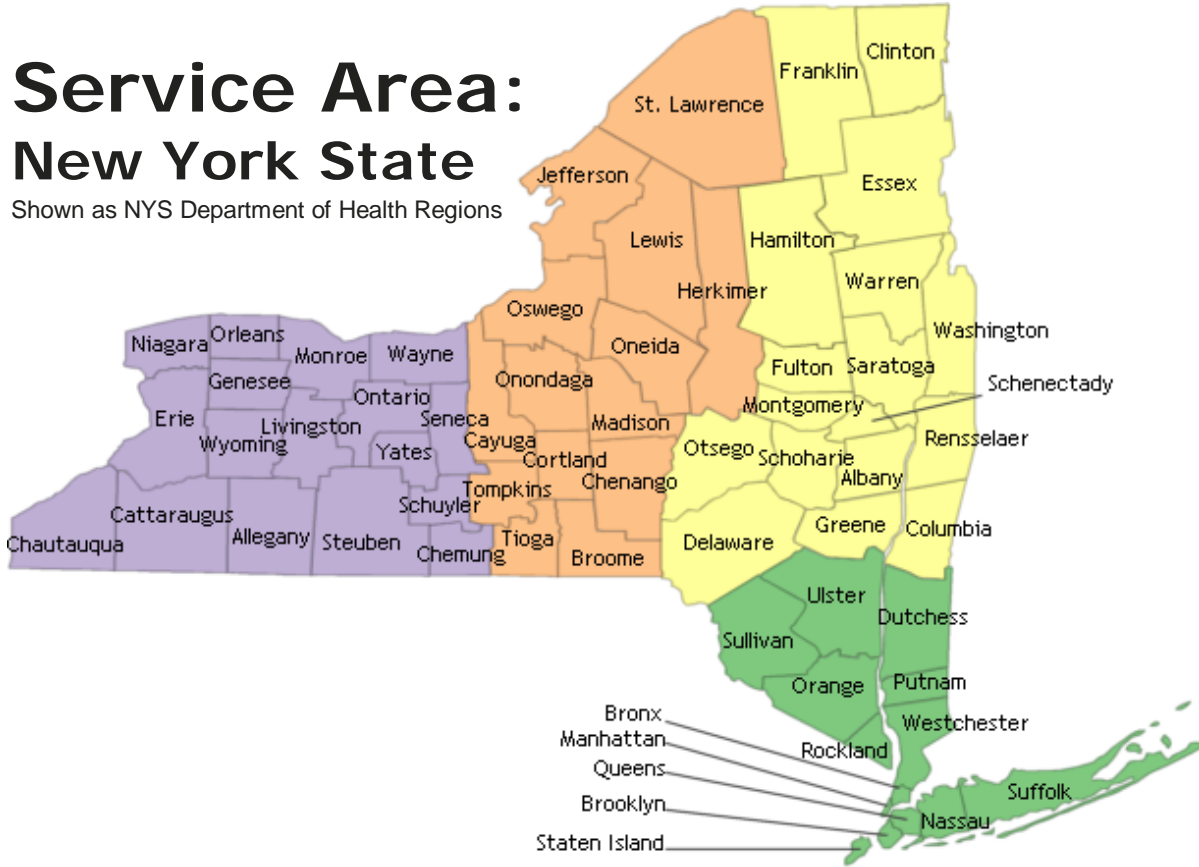 Service Area:
New York State
Shown as NYS Department of Health Regions
Clinton
Franklin
St. Lawrence
Jefferson
Essex
Lewis
Hamilton
Warren
Herkimer
Oswego
Washington
Niagara
Orleans
Monroe
Wayne
Oneida
Fulton
Saratoga
Genesee
Onondaga
Schenectady
Ontario
Montgomery
Erie
Livingston
Seneca
Madison
Wyoming
Cayuga
Rensselaer
Yates
Cortland
Otsego
Schoharie
Albany
Tompkins
Chenango
Schuyler
Cattaraugus
Greene
Columbia
Chautauqua
Allegany
Steuben
Chemung
Tioga
Broome
Delaware
Ulster
Dutchess
Sullivan
Orange
Putnam
Bronx
Westchester
Manhattan
Rockland
Queens
Suffolk
Brooklyn
Nassau
Staten Island